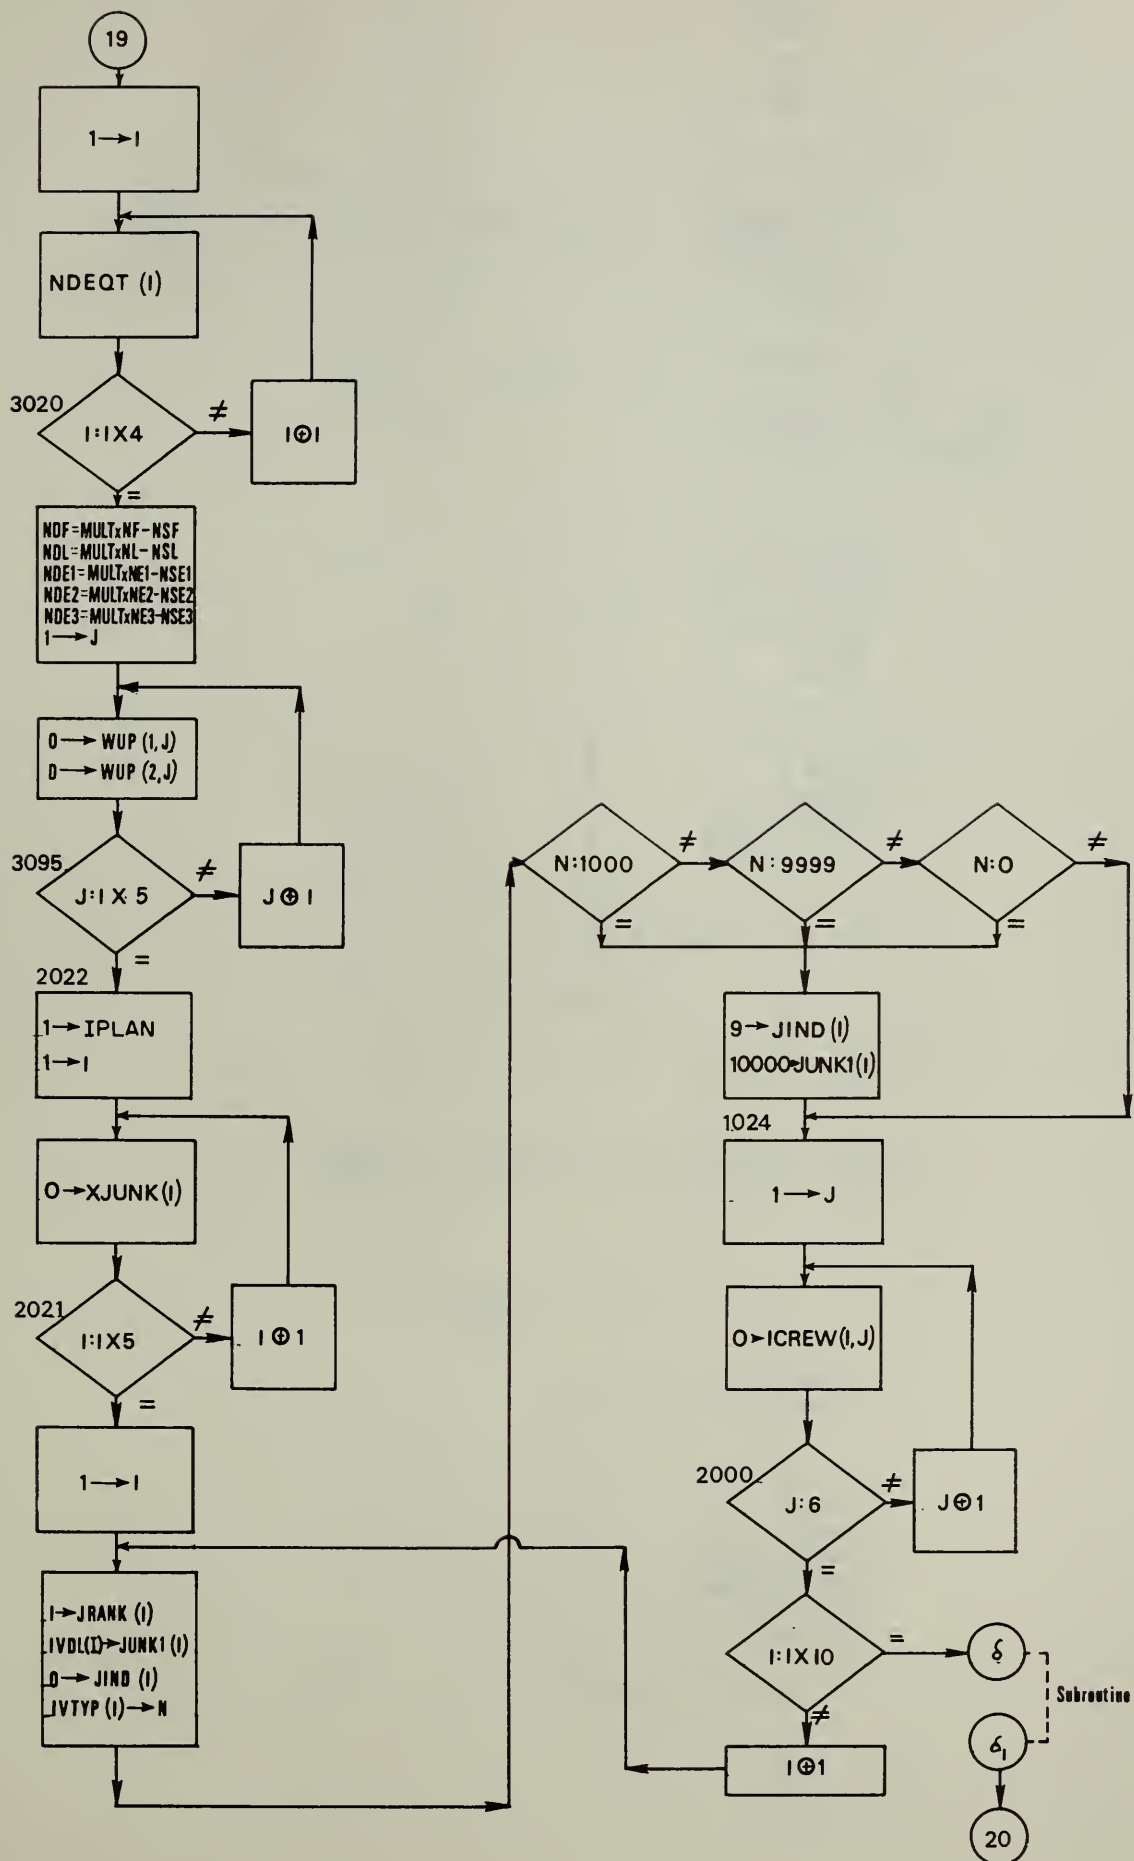 19
1→I
NDEQT (I)
3020
I:IX4
≠
I⊕1
=
NDF=MULTxNF-NSF
NDL=MULTxNL-NSL
NDE1=MULTxNE1-NSE1
NDE2=MULTxNE2-NSE2
NDE3=MULTxNE3-NSE3
1→J
0→WUP (1,J)
0→WUP (2,J)
3095
J:IX5
≠
J⊕1
=
2022
1→IPLAN
1→I
0→XJUNK(I)
2021
I:IX5
≠
I⊕1
=
1→I
I→JRANK (I)
IVDL(I)→JUNK1(I)
0→JIND (I)
IVTYP(I)→N
N:1000
≠
N:9999
≠
N:0
≠
=
=
=
9→JIND(I)
10000→JUNK1(I)
1024
1→J
0→ICREW(I,J)
2000
J:6
≠
J⊕1
=
I:IX10
=
δ
Subroutine
≠
δ₁
I⊕1
20